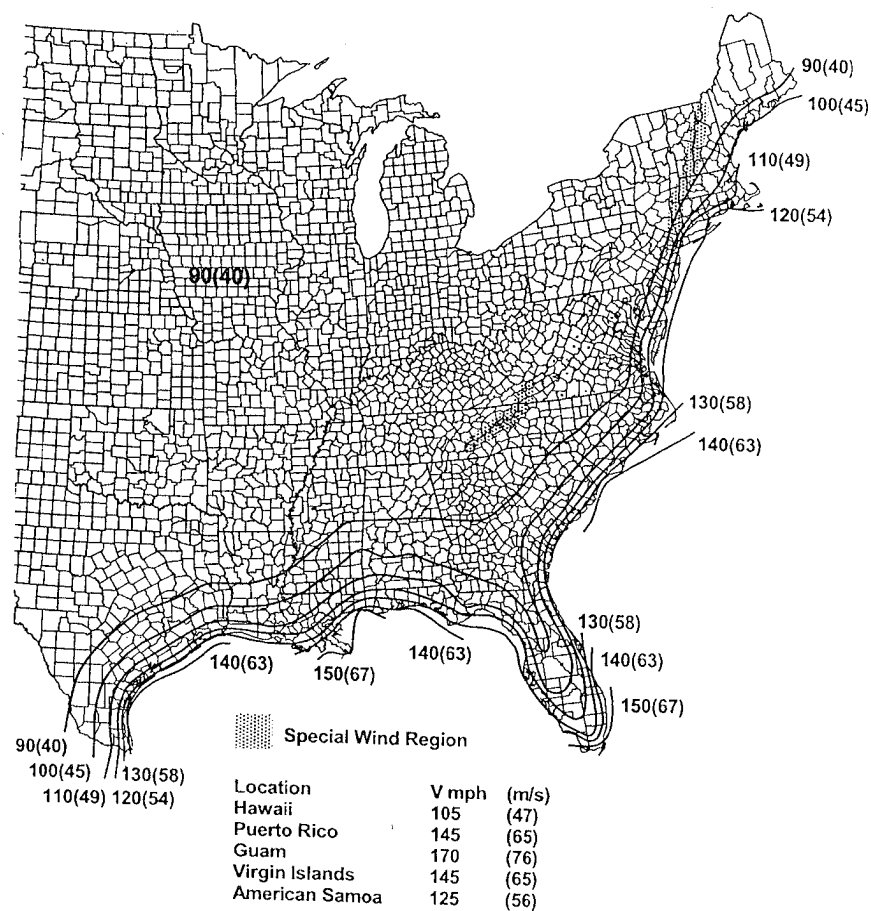 90(40)
100(45)
110(49)
120(54)
90(40)
130(58)
140(63)
130(58)
140(63)
150(67)
140(63)
150(67)
140(63)
90(40)
100(45)
110(49)
120(54)
130(58)
Special Wind Region
Location V mph (m/s)
Hawaii 105 (47)
Puerto Rico 145 (65)
Guam 170 (76)
Virgin Islands 145 (65)
American Samoa 125 (56)